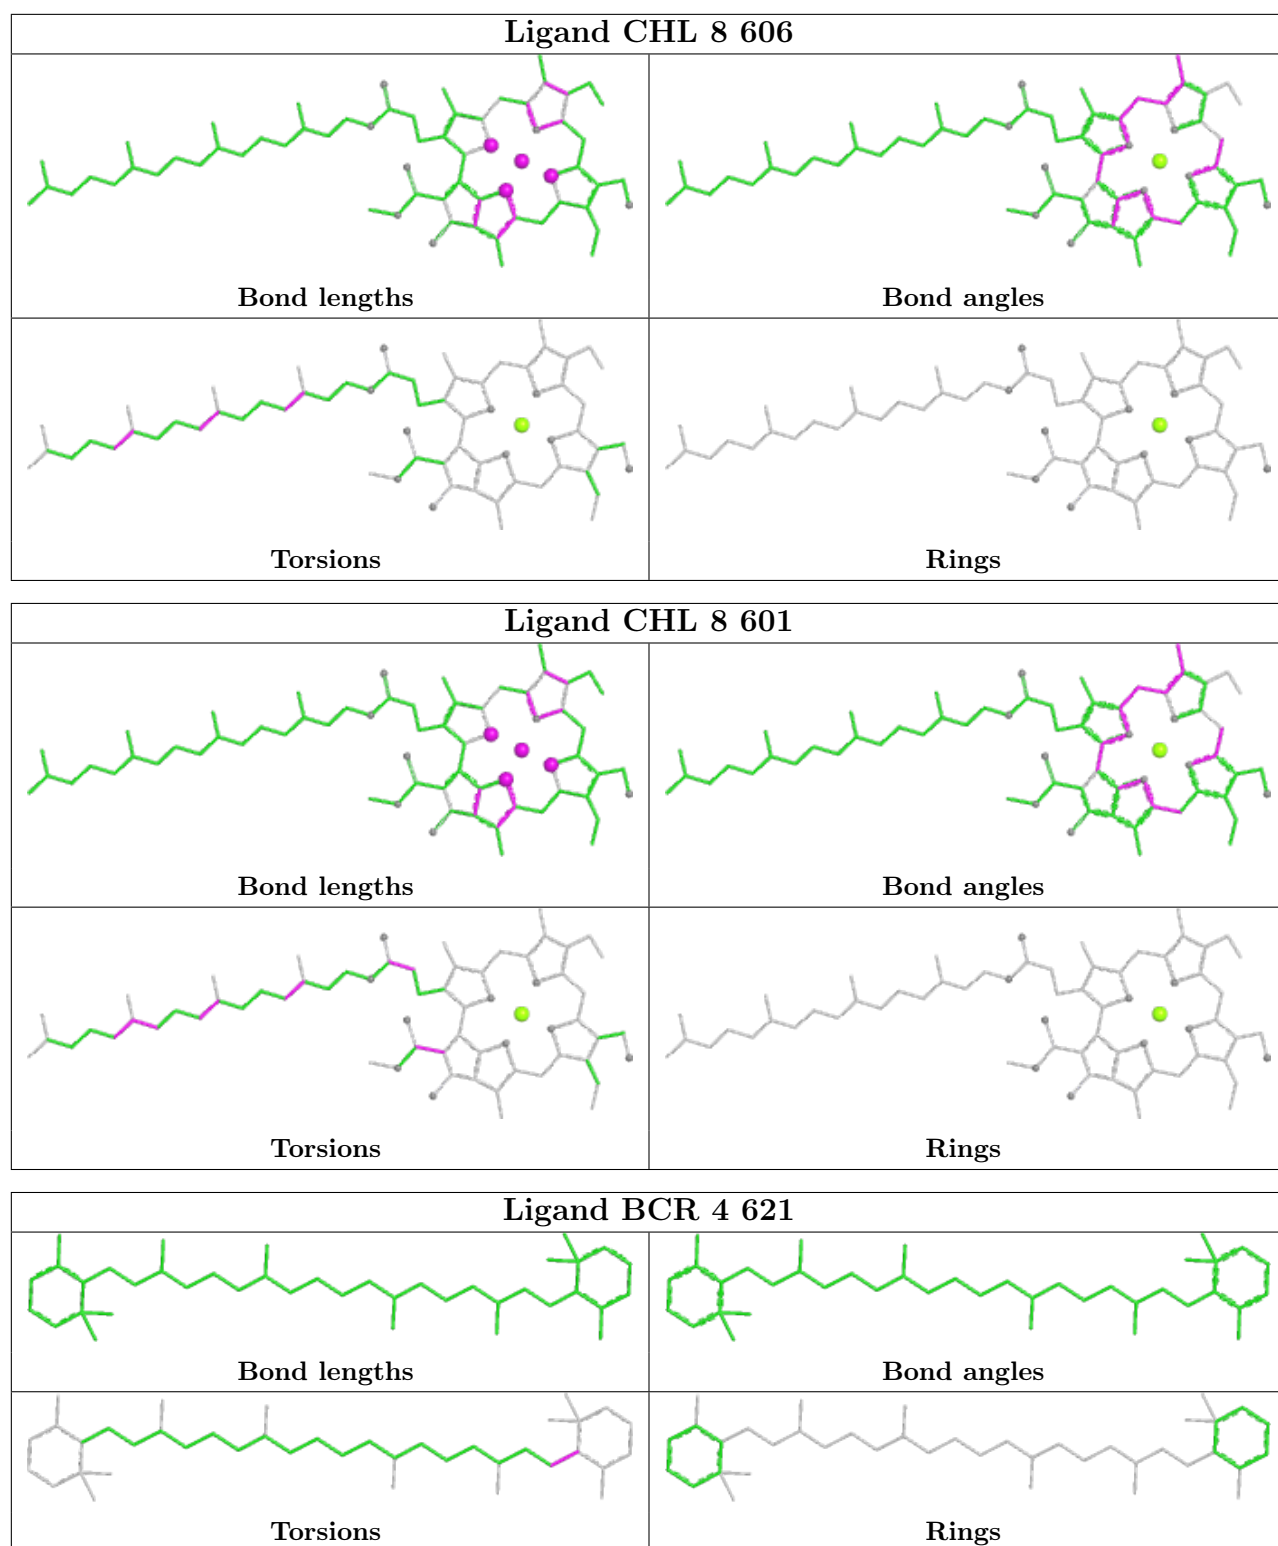 Ligand CHL 8 606
Bond lengths
Bond angles
Torsions
Rings
Ligand CHL 8 601
Bond lengths
Bond angles
Torsions
Rings
Ligand BCR 4 621
Bond lengths
Bond angles
Torsions
Rings